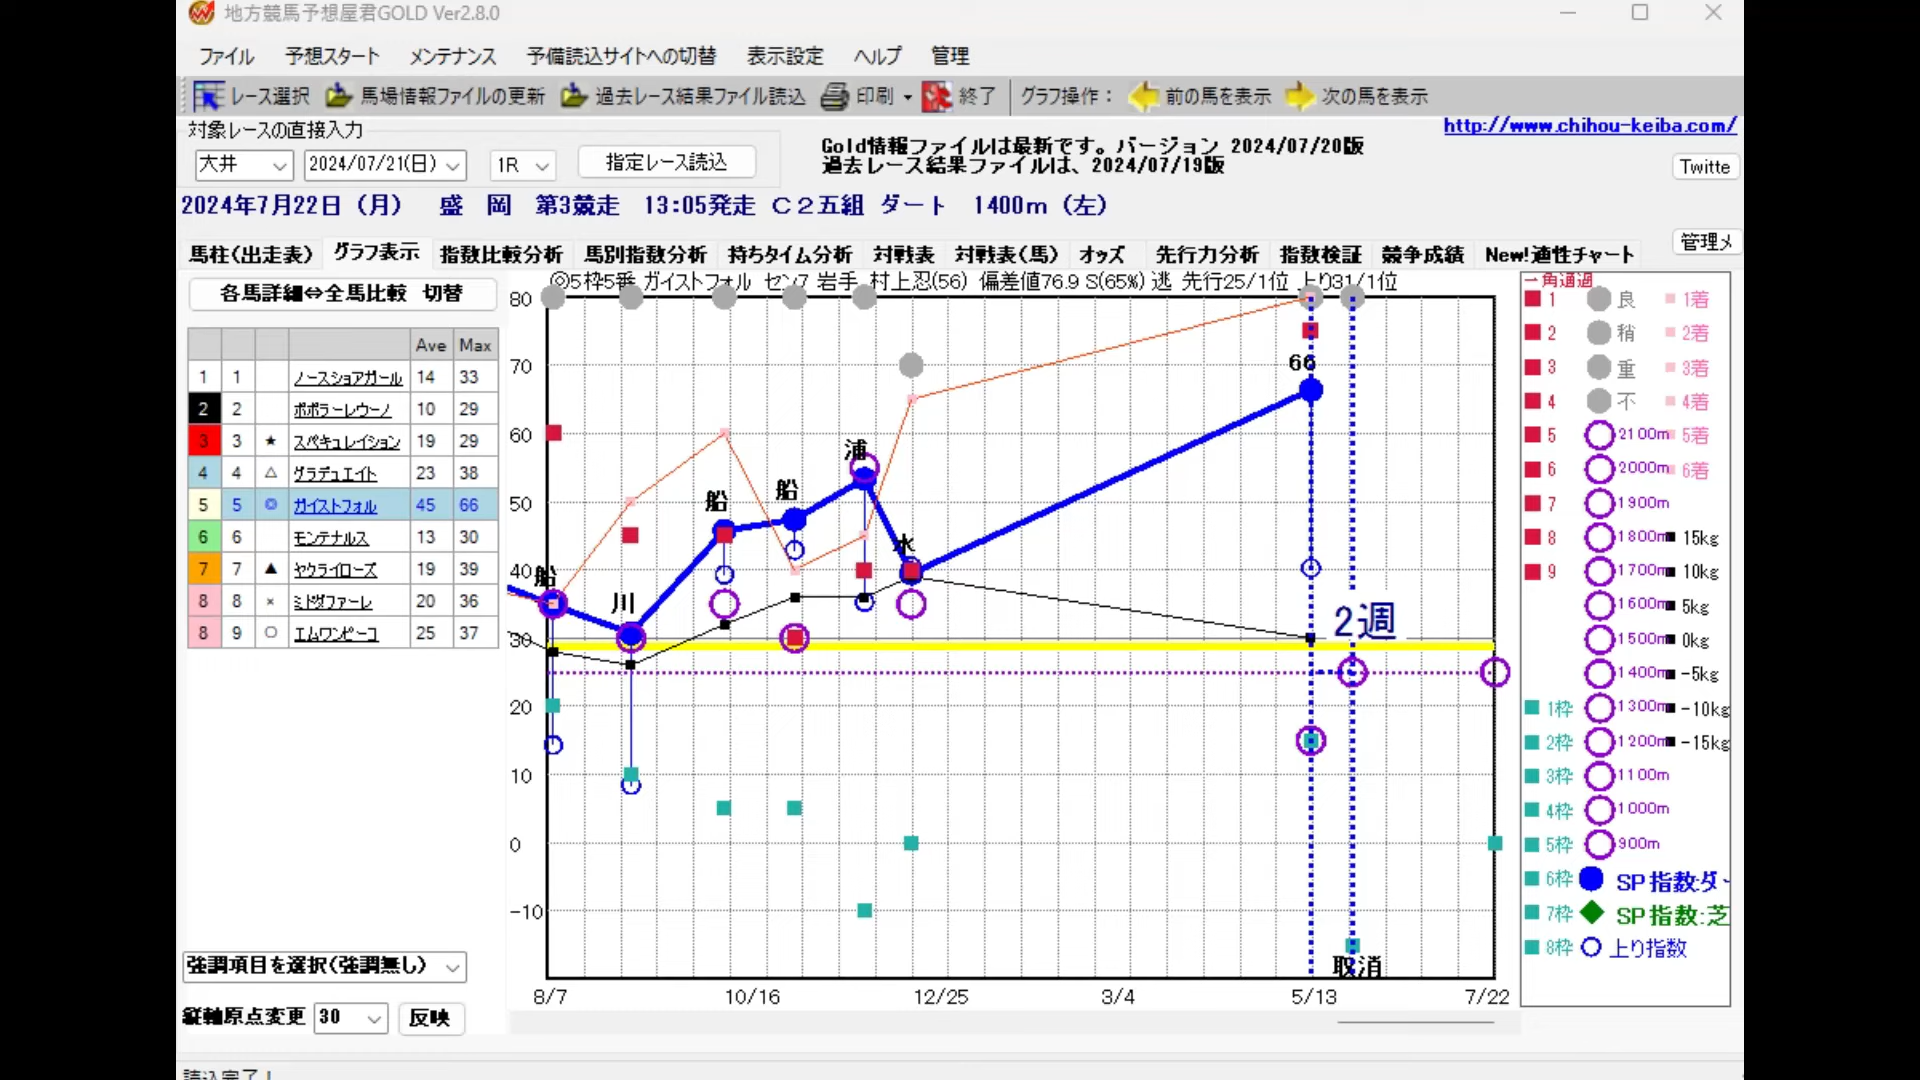 地方競馬予想屋君GOLD Ver2.8.0
ファイル 予想スタート メンテナンス 予備読込サイトへの切替 表示設定 ヘルプ 管理
レース選択 馬場情報ファイルの更新 過去レース結果ファイル読込 印刷 終了 グラフ操作： 前の馬を表示 次の馬を表示
対象レースの直接入力
大井 2024/07/21(日) 1R 指定レース読込
Gold情報ファイルは最新です。バージョン 2024/07/20版
過去レース結果ファイルは、2024/07/19版
http://www.chihou-keiba.com/
Twitte
2024年7月22日（月） 盛 岡 第3競走 13:05発走 Ｃ２五組 ダート 1400ｍ（左）
管理メ
馬柱(出走表) グラフ表示 指数比較分析 馬別指数分析 持ちタイム分析 対戦表 対戦表(馬) オッズ 先行力分析 指数検証 競争成績 New!適性チャート
各馬詳細⇔全馬比較 切替
◎5枠5番 ガイストフォル セン7 岩手 村上忍(56) 偏差値76.9 S(65%) 逃 先行25/1位 上り31/1位
Ave Max
1 1 ノースショアガール 14 33
2 2 ポポラーレウーノ 10 29
3 3 ★ スペキュレイション 19 29
4 4 △ グラデュエイト 23 38
5 5 ◎ ガイストフォル 45 66
6 6 モンテナルス 13 30
7 7 ▲ ヤクライローズ 19 39
8 8 × ミドダファーレ 20 36
8 9 ○ エムワンピーコ 25 37
強調項目を選択(強調無し)
縦軸原点変更 30 反映
80
70
60
50
40
30
20
10
0
-10
船
川
船
船
浦
水
66
2週
取消
8/7 10/16 12/25 3/4 5/13 7/22
一角通過
1 良 1着
2 稍 2着
3 重 3着
4 不 4着
5 2100m 5着
6 2000m 6着
7 1900m
8 1800m 15kg
9 1700m 10kg
1600m 5kg
1500m 0kg
1400m -5kg
1枠 1300m -10kg
2枠 1200m -15kg
3枠 1100m
4枠 1000m
5枠 900m
6枠 SP指数:ダ
7枠 SP指数:芝
8枠 上り指数
読込完了！